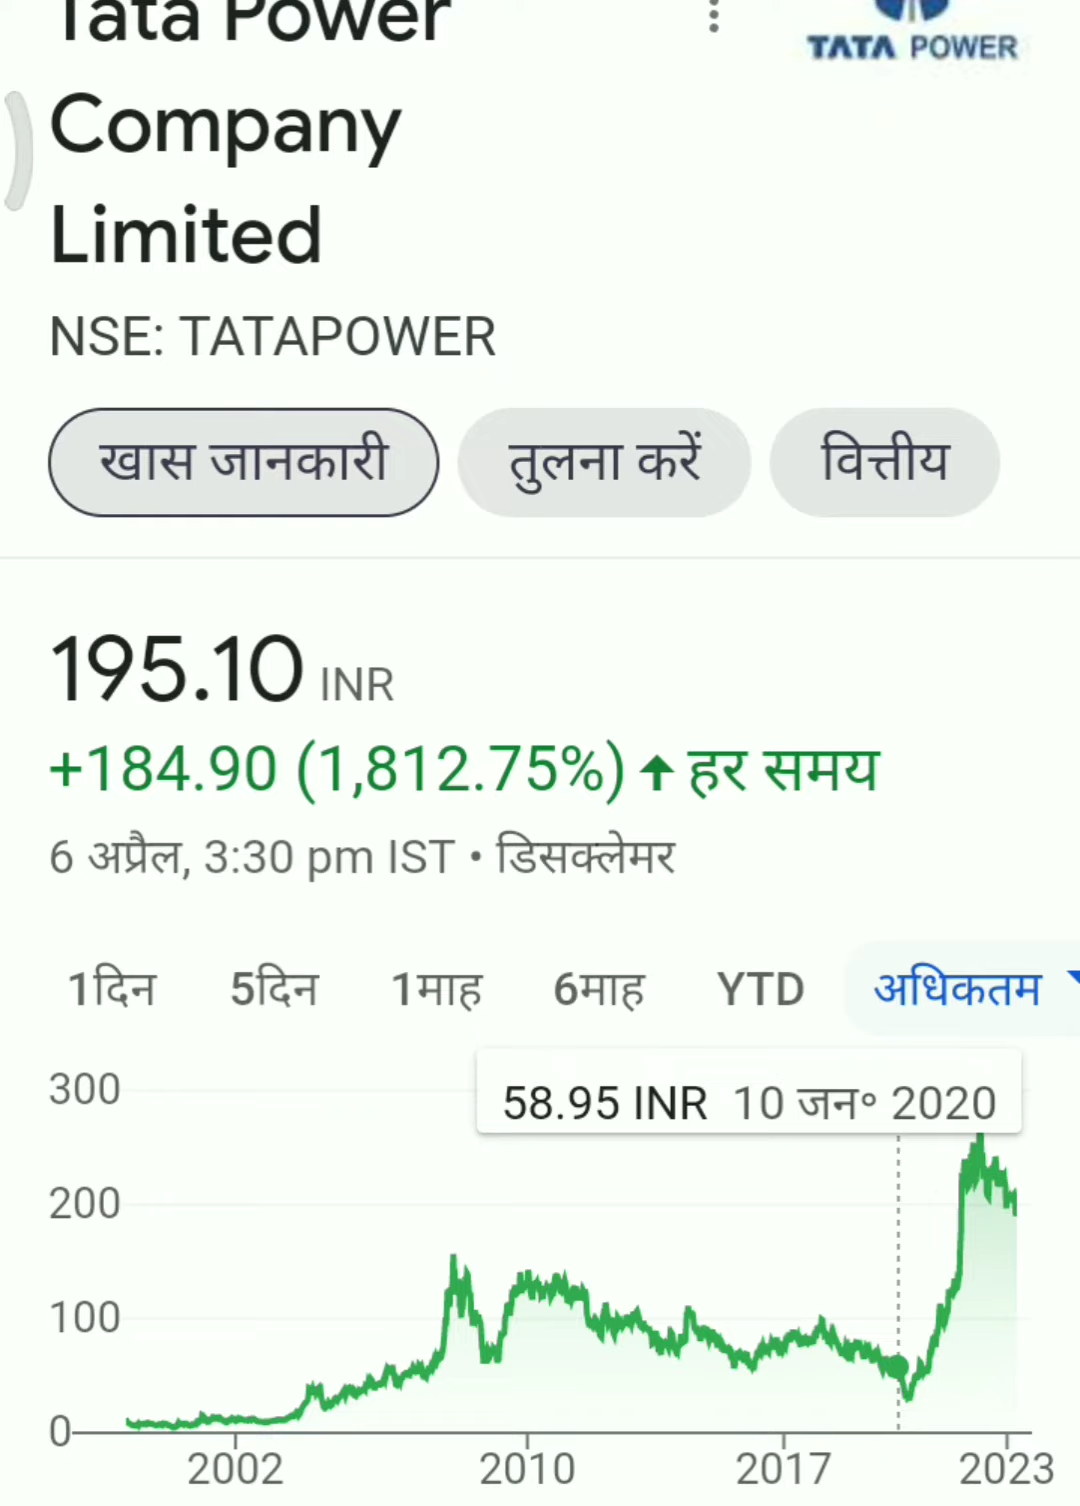 Tata Power
TATA POWER
Company
Limited
NSE: TATAPOWER
खास जानकारी तुलना करें वित्तीय
195.10 INR
+184.90 (1,812.75%) ↑ हर समय
6 अप्रैल, 3:30 pm IST • डिसक्लेमर
1दिन 5दिन 1माह 6माह YTD अधिकतम
58.95 INR 10 जन॰ 2020
300
200
100
0
2002 2010 2017 2023